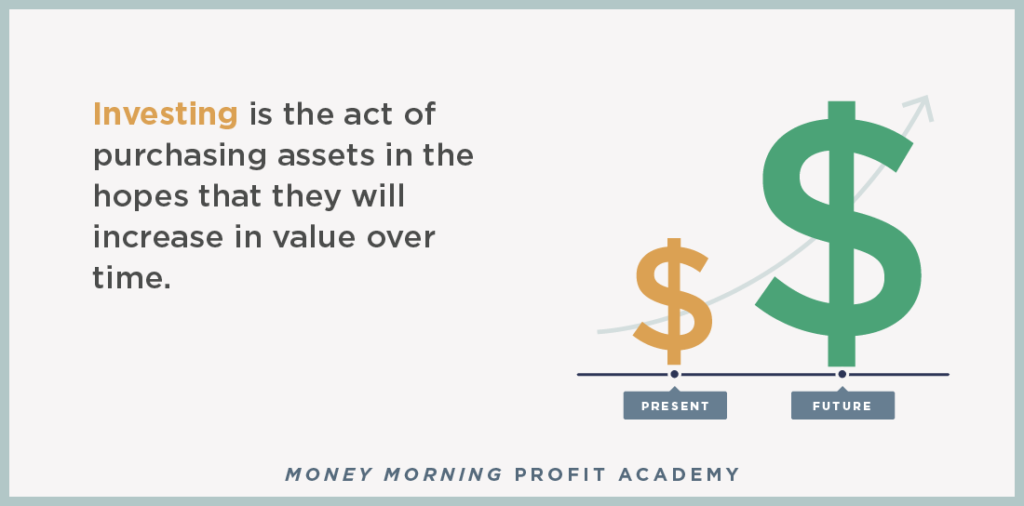 Investing is the act of
purchasing assets in the
hopes that they will
increase in value over
time.
$
$
PRESENT
FUTURE
MONEY MORNING PROFIT ACADEMY